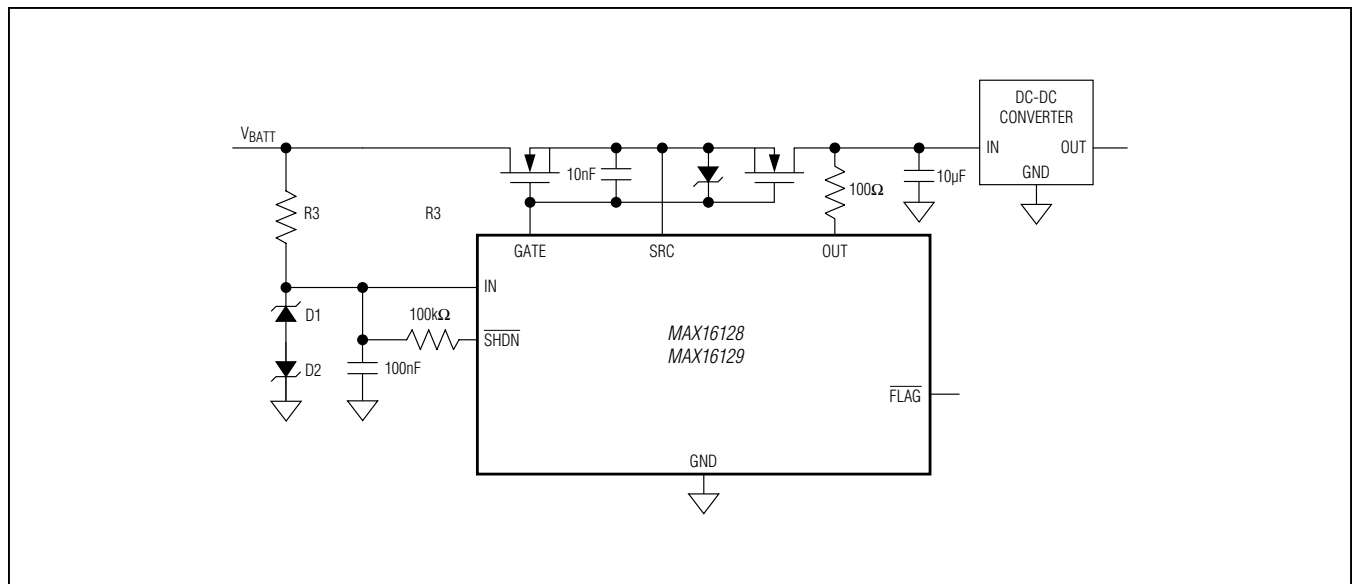 DC-DC
CONVERTER
IN
OUT
GND
VBATT
10nF
100Ω
10µF
R3
R3
GATE
SRC
OUT
IN
D1
100kΩ
SHDN
MAX16128
MAX16129
D2
100nF
FLAG
GND